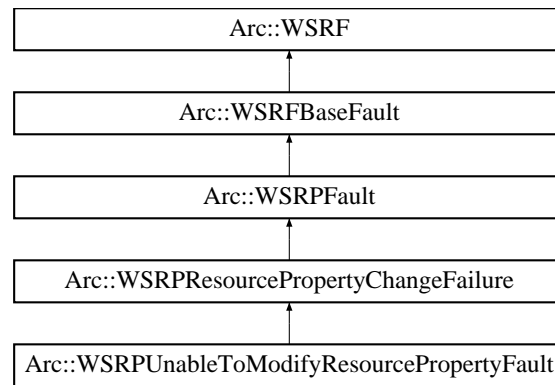 Arc::WSRF
Arc::WSRFBaseFault
Arc::WSRPFault
Arc::WSRPResourcePropertyChangeFailure
Arc::WSRPUnableToModifyResourcePropertyFault